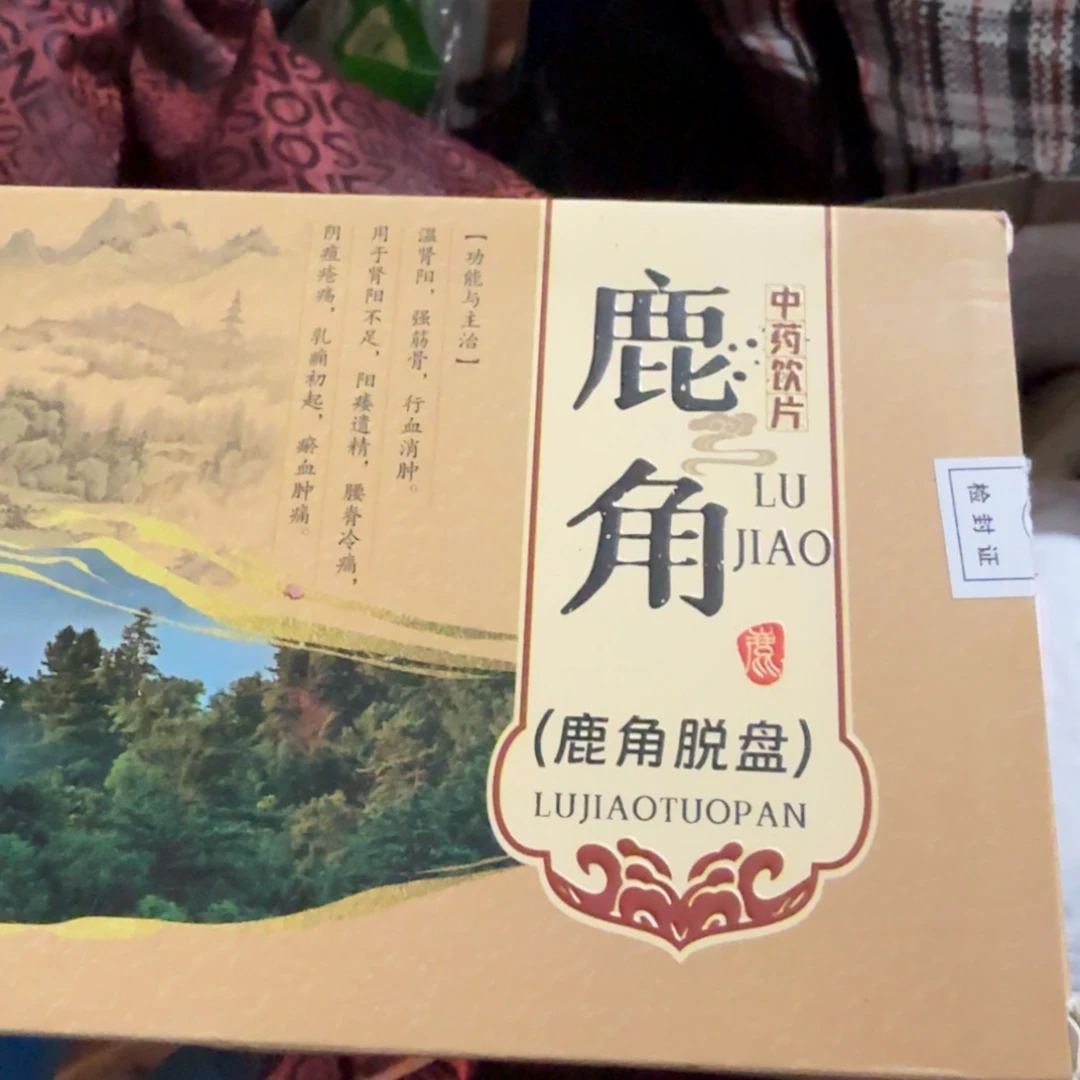 鹿角
中药饮片
LU
JIAO
鹿
(鹿角脱盘)
LUJIAOTUOPAN
【功能与主治】
温肾阳，强筋骨，行血消肿。
用于肾阳不足，阳痿遗精，腰脊冷痛，
阴疽疮疡，乳痈初起，瘀血肿痛。
检封证